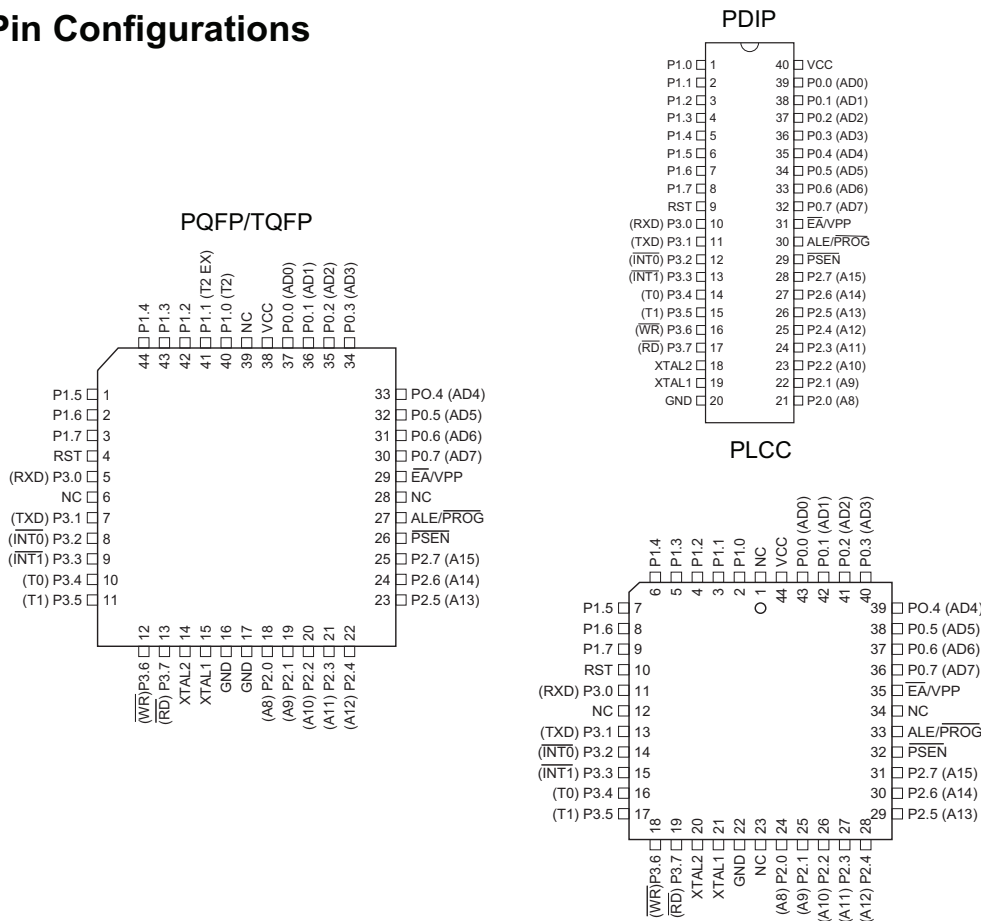 Pin Configurations
PDIP
P1.0 1
P1.1 2
P1.2 3
P1.3 4
P1.4 5
P1.5 6
P1.6 7
P1.7 8
RST 9
(RXD) P3.0 10
(TXD) P3.1 11
(INT0) P3.2 12
(INT1) P3.3 13
(T0) P3.4 14
(T1) P3.5 15
(WR) P3.6 16
(RD) P3.7 17
XTAL2 18
XTAL1 19
GND 20
40 VCC
39 P0.0 (AD0)
38 P0.1 (AD1)
37 P0.2 (AD2)
36 P0.3 (AD3)
35 P0.4 (AD4)
34 P0.5 (AD5)
33 P0.6 (AD6)
32 P0.7 (AD7)
31 EA/VPP
30 ALE/PROG
29 PSEN
28 P2.7 (A15)
27 P2.6 (A14)
26 P2.5 (A13)
25 P2.4 (A12)
24 P2.3 (A11)
23 P2.2 (A10)
22 P2.1 (A9)
21 P2.0 (A8)
PQFP/TQFP
44 P1.4
43 P1.3
42 P1.2
41 P1.1 (T2 EX)
40 P1.0 (T2)
39 NC
38 VCC
37 P0.0 (AD0)
36 P0.1 (AD1)
35 P0.2 (AD2)
34 P0.3 (AD3)
P1.5 1
P1.6 2
P1.7 3
RST 4
(RXD) P3.0 5
NC 6
(TXD) P3.1 7
(INT0) P3.2 8
(INT1) P3.3 9
(T0) P3.4 10
(T1) P3.5 11
33 PO.4 (AD4)
32 P0.5 (AD5)
31 P0.6 (AD6)
30 P0.7 (AD7)
29 EA/VPP
28 NC
27 ALE/PROG
26 PSEN
25 P2.7 (A15)
24 P2.6 (A14)
23 P2.5 (A13)
(WR)P3.6 12
(RD) P3.7 13
XTAL2 14
XTAL1 15
GND 16
GND 17
(A8) P2.0 18
(A9) P2.1 19
(A10) P2.2 20
(A11) P2.3 21
(A12) P2.4 22
PLCC
6 P1.4
5 P1.3
4 P1.2
3 P1.1
2 P1.0
1 NC
44 VCC
43 P0.0 (AD0)
42 P0.1 (AD1)
41 P0.2 (AD2)
40 P0.3 (AD3)
P1.5 7
P1.6 8
P1.7 9
RST 10
(RXD) P3.0 11
NC 12
(TXD) P3.1 13
(INT0) P3.2 14
(INT1) P3.3 15
(T0) P3.4 16
(T1) P3.5 17
39 PO.4 (AD4)
38 P0.5 (AD5)
37 P0.6 (AD6)
36 P0.7 (AD7)
35 EA/VPP
34 NC
33 ALE/PROG
32 PSEN
31 P2.7 (A15)
30 P2.6 (A14)
29 P2.5 (A13)
(WR)P3.6 18
(RD) P3.7 19
XTAL2 20
XTAL1 21
GND 22
NC 23
(A8) P2.0 24
(A9) P2.1 25
(A10) P2.2 26
(A11) P2.3 27
(A12) P2.4 28